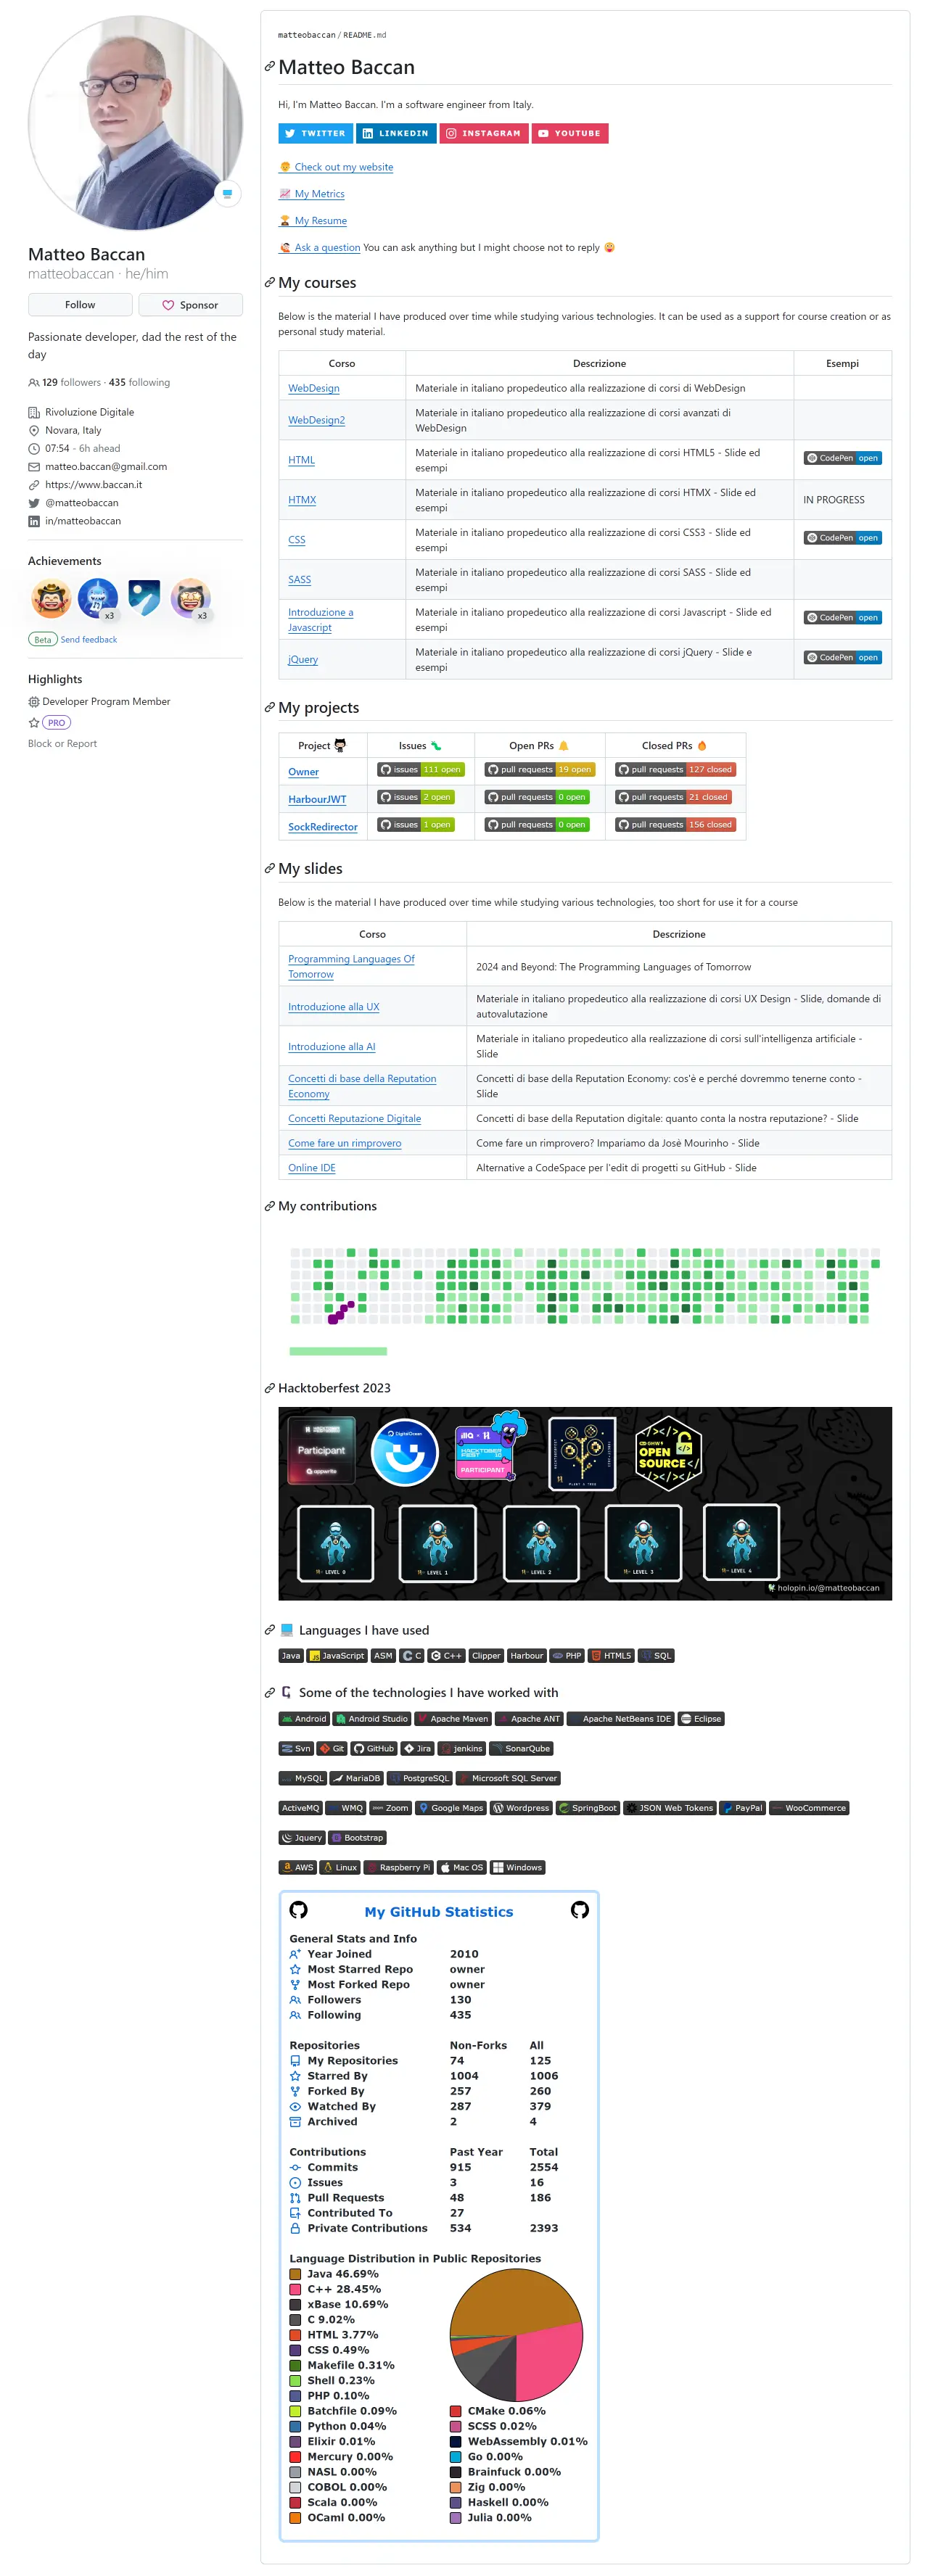 Matteo Baccan
matteobaccan · he/him
Follow
Sponsor
Passionate developer, dad the rest of the
day
129 followers · 435 following
Rivoluzione Digitale
Novara, Italy
07:54 - 6h ahead
matteo.baccan@gmail.com
https://www.baccan.it
@matteobaccan
in/matteobaccan
Achievements
x3
x3
Beta Send feedback
Highlights
Developer Program Member
PRO
Block or Report
matteobaccan / README.md
Matteo Baccan
Hi, I'm Matteo Baccan. I'm a software engineer from Italy.
TWITTER LINKEDIN INSTAGRAM YOUTUBE
Check out my website
My Metrics
My Resume
Ask a question You can ask anything but I might choose not to reply
My courses
Below is the material I have produced over time while studying various technologies. It can be used as a support for course creation or as
personal study material.
Corso Descrizione Esempi
WebDesign Materiale in italiano propedeutico alla realizzazione di corsi di WebDesign
WebDesign2 Materiale in italiano propedeutico alla realizzazione di corsi avanzati di
WebDesign
HTML Materiale in italiano propedeutico alla realizzazione di corsi HTML5 - Slide ed
esempi CodePen open
HTMX Materiale in italiano propedeutico alla realizzazione di corsi HTMX - Slide ed
esempi IN PROGRESS
CSS Materiale in italiano propedeutico alla realizzazione di corsi CSS3 - Slide ed
esempi CodePen open
SASS Materiale in italiano propedeutico alla realizzazione di corsi SASS - Slide ed
esempi
Introduzione a
Javascript
Materiale in italiano propedeutico alla realizzazione di corsi Javascript - Slide ed
esempi CodePen open
jQuery Materiale in italiano propedeutico alla realizzazione di corsi jQuery - Slide e
esempi CodePen open
My projects
Project Issues Open PRs Closed PRs
Owner issues 111 open pull requests 19 open pull requests 127 closed
HarbourJWT issues 2 open pull requests 0 open pull requests 21 closed
SockRedirector issues 1 open pull requests 0 open pull requests 156 closed
My slides
Below is the material I have produced over time while studying various technologies, too short for use it for a course
Corso Descrizione
Programming Languages Of
Tomorrow
2024 and Beyond: The Programming Languages of Tomorrow
Introduzione alla UX Materiale in italiano propedeutico alla realizzazione di corsi UX Design - Slide, domande di
autovalutazione
Introduzione alla AI Materiale in italiano propedeutico alla realizzazione di corsi sull'intelligenza artificiale -
Slide
Concetti di base della Reputation
Economy
Concetti di base della Reputation Economy: cos'è e perché dovremmo tenerne conto -
Slide
Concetti Reputazione Digitale Concetti di base della Reputation digitale: quanto conta la nostra reputazione? - Slide
Come fare un rimprovero Come fare un rimprovero? Impariamo da Josè Mourinho - Slide
Online IDE Alternative a CodeSpace per l'edit di progetti su GitHub - Slide
My contributions
Hacktoberfest 2023
Participant
appwrite
DigitalOcean
HACKTOBER
FEST 10
PARTICIPANT
PLANT A TREE
OPEN
SOURCE
LEVEL 0 LEVEL 1 LEVEL 2 LEVEL 3 LEVEL 4
holopin.io/@matteobaccan
Languages I have used
Java JavaScript ASM C C++ Clipper Harbour PHP HTML5 SQL
Some of the technologies I have worked with
Android Android Studio Apache Maven Apache ANT Apache NetBeans IDE Eclipse
Svn Git GitHub Jira jenkins SonarQube
MySQL MariaDB PostgreSQL Microsoft SQL Server
ActiveMQ WMQ Zoom Google Maps Wordpress SpringBoot JSON Web Tokens PayPal WooCommerce
Jquery Bootstrap
AWS Linux Raspberry Pi Mac OS Windows
My GitHub Statistics
General Stats and Info
Year Joined 2010
Most Starred Repo owner
Most Forked Repo owner
Followers 130
Following 435
Repositories Non-Forks All
My Repositories 74 125
Starred By 1004 1006
Forked By 257 260
Watched By 287 379
Archived 2 4
Contributions Past Year Total
Commits 915 2554
Issues 3 16
Pull Requests 48 186
Contributed To 27
Private Contributions 534 2393
Language Distribution in Public Repositories
Java 46.69%
C++ 28.45%
xBase 10.69%
C 9.02%
HTML 3.77%
CSS 0.49%
Makefile 0.31%
Shell 0.23%
PHP 0.10%
Batchfile 0.09% CMake 0.06%
Python 0.04% SCSS 0.02%
Elixir 0.01% WebAssembly 0.01%
Mercury 0.00% Go 0.00%
NASL 0.00% Brainfuck 0.00%
COBOL 0.00% Zig 0.00%
Scala 0.00% Haskell 0.00%
OCaml 0.00% Julia 0.00%